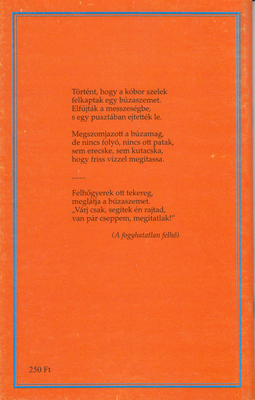 Történt, hogy a kóbor szelek
felkaptak egy búzaszemet.
Elfújták a messzeségbe,
s egy pusztában ejtették le.
Megszomjazott a búzamag,
de nincs folyó, nincs ott patak,
sem erecske, sem kutacska,
hogy friss vízzel megitassa.
-----
Felhőgyerek ott tekereg,
meglátja a búzaszemet.
„Várj csak, segítek én rajtad,
van pár cseppem, megitatlak!"
(A fogyhatatlan felhő)
250 Ft